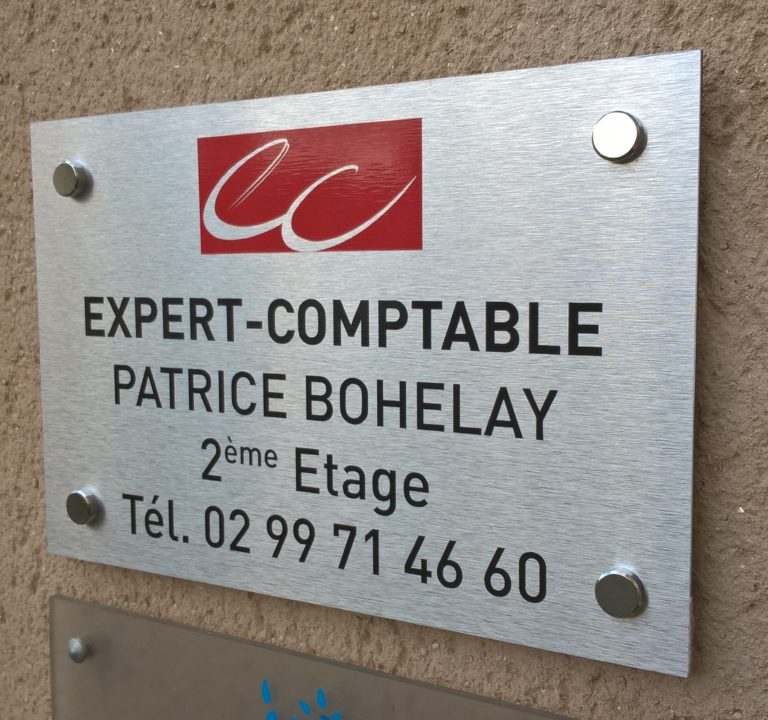 EXPERT-COMPTABLE
PATRICE BOHELAY
2ème Etage
Tél. 02 99 71 46 60